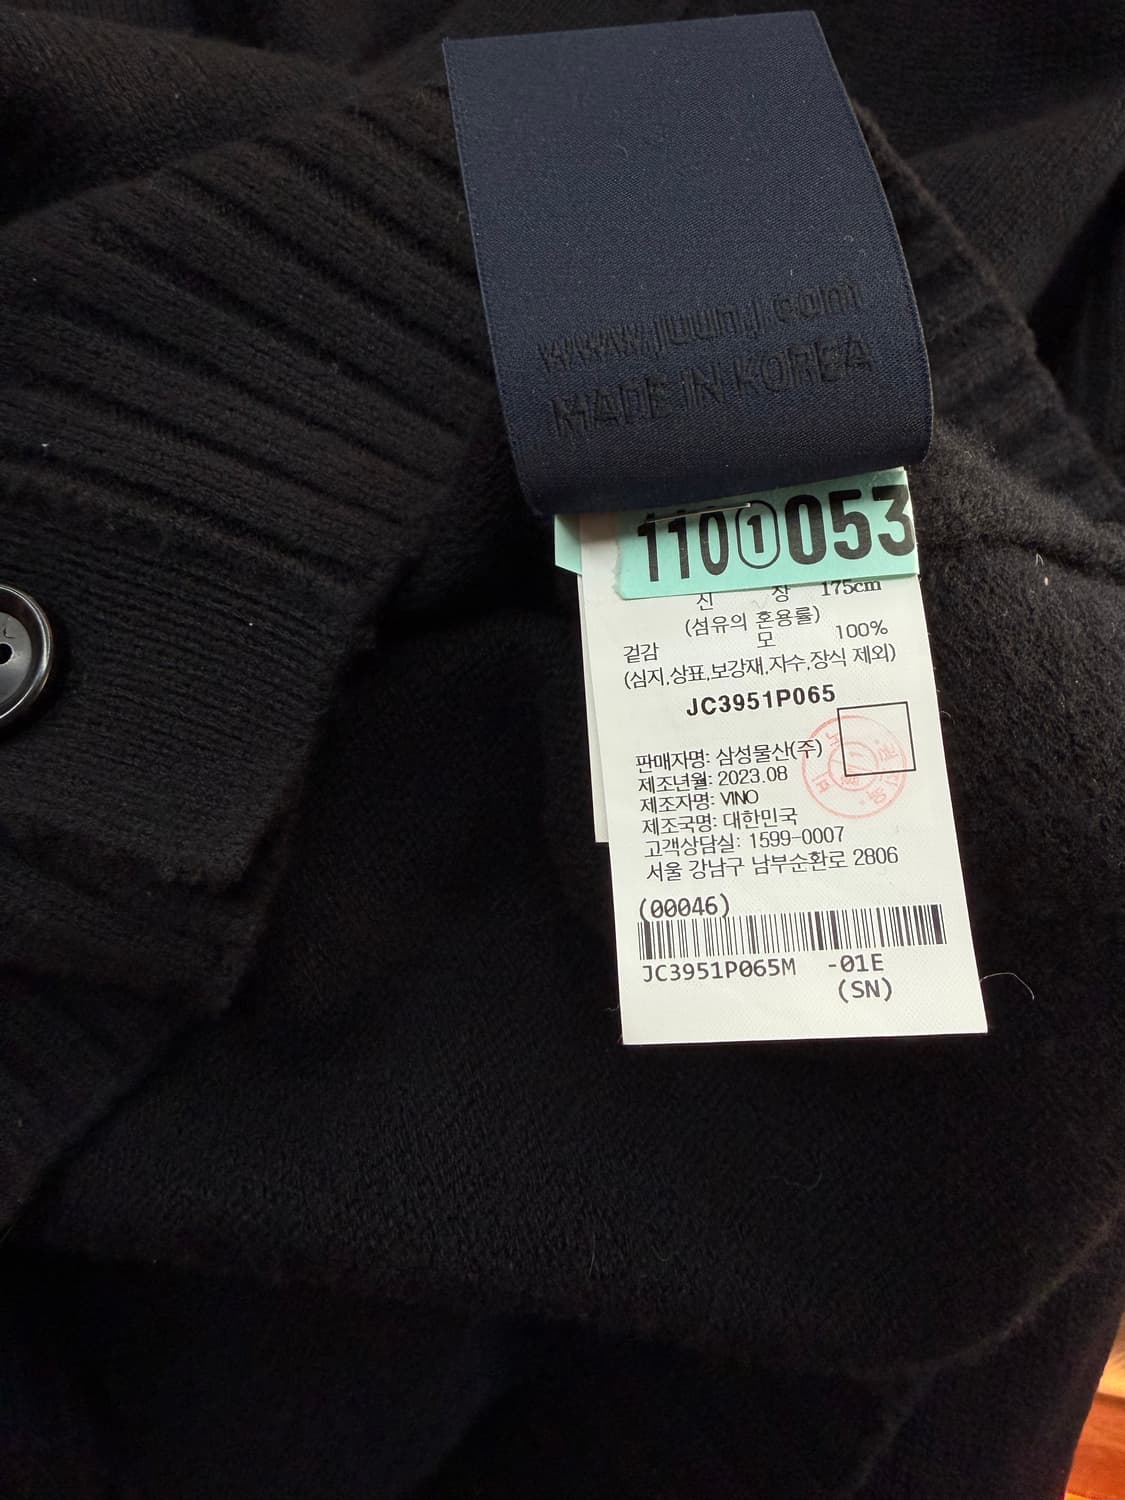 www.juunj.com
MADE IN KOREA
110①053
신 장 175cm
(섬유의 혼용률)
겉감 모 100%
(심지,상표,보강재,자수,장식 제외)
JC3951P065
판매자명: 삼성물산(주)
제조년월: 2023.08
제조자명: VINO
제조국명: 대한민국
고객상담실: 1599-0007
서울 강남구 남부순환로 2806
(00046)
JC3951P065M -01E
(SN)